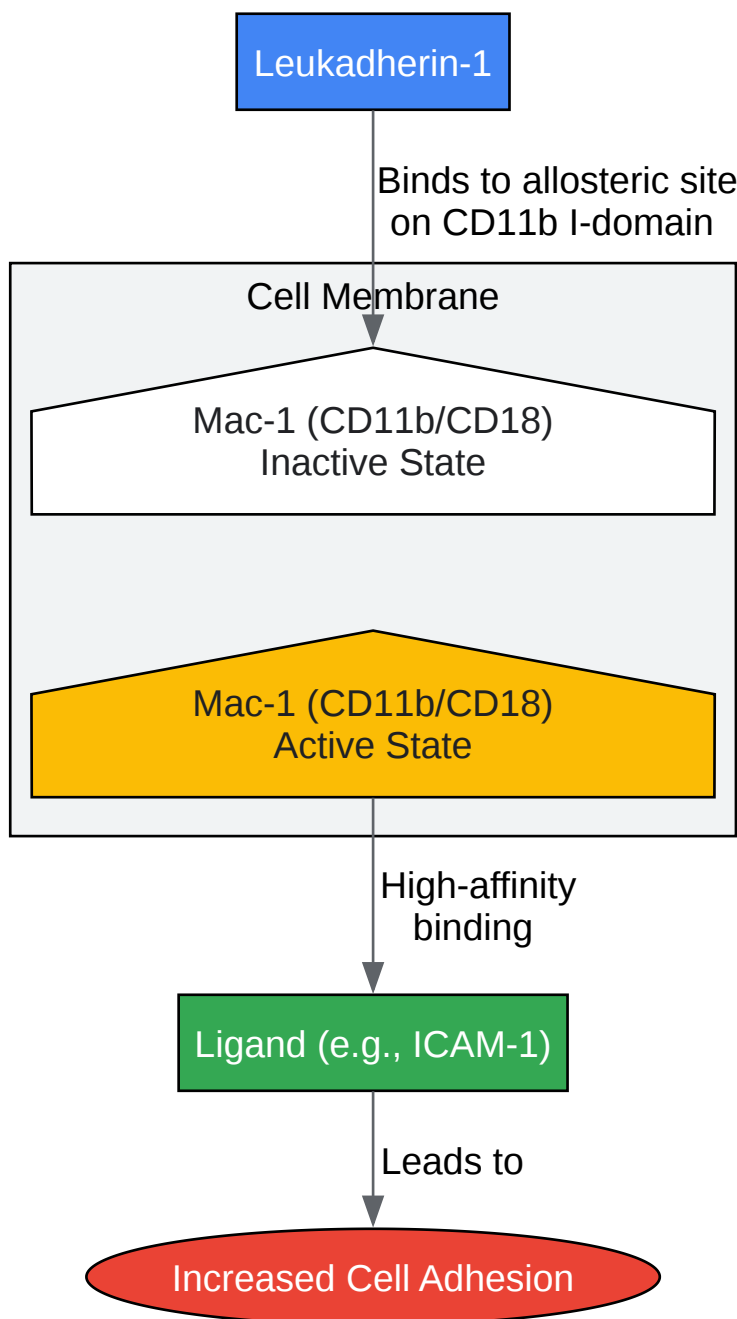 Leukadherin-1
Binds to allosteric site
on CD11b I-domain
Cell Membrane
Mac-1 (CD11b/CD18)
Inactive State
Mac-1 (CD11b/CD18)
Active State
High-affinity
binding
Ligand (e.g., ICAM-1)
Leads to
Increased Cell Adhesion